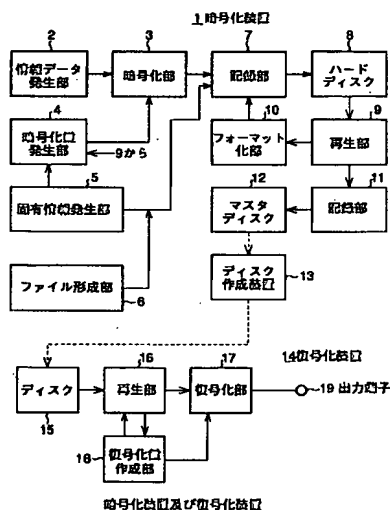 1 暗号化装置
2
3
7
8
情報データ
発生部
暗号化部
記録部
ハード
ディスク
4
10
9
暗号化鍵
発生部
9から
フォーマット
化部
再生部
5
12
11
固有情報発生部
マスタ
ディスク
記録部
ファイル形成部
6
ディスク
作成装置
13
16
17
14 復号化装置
ディスク
再生部
復号化部
19 出力端子
15
18
復号化鍵
作成部
暗号化装置及び復号化装置